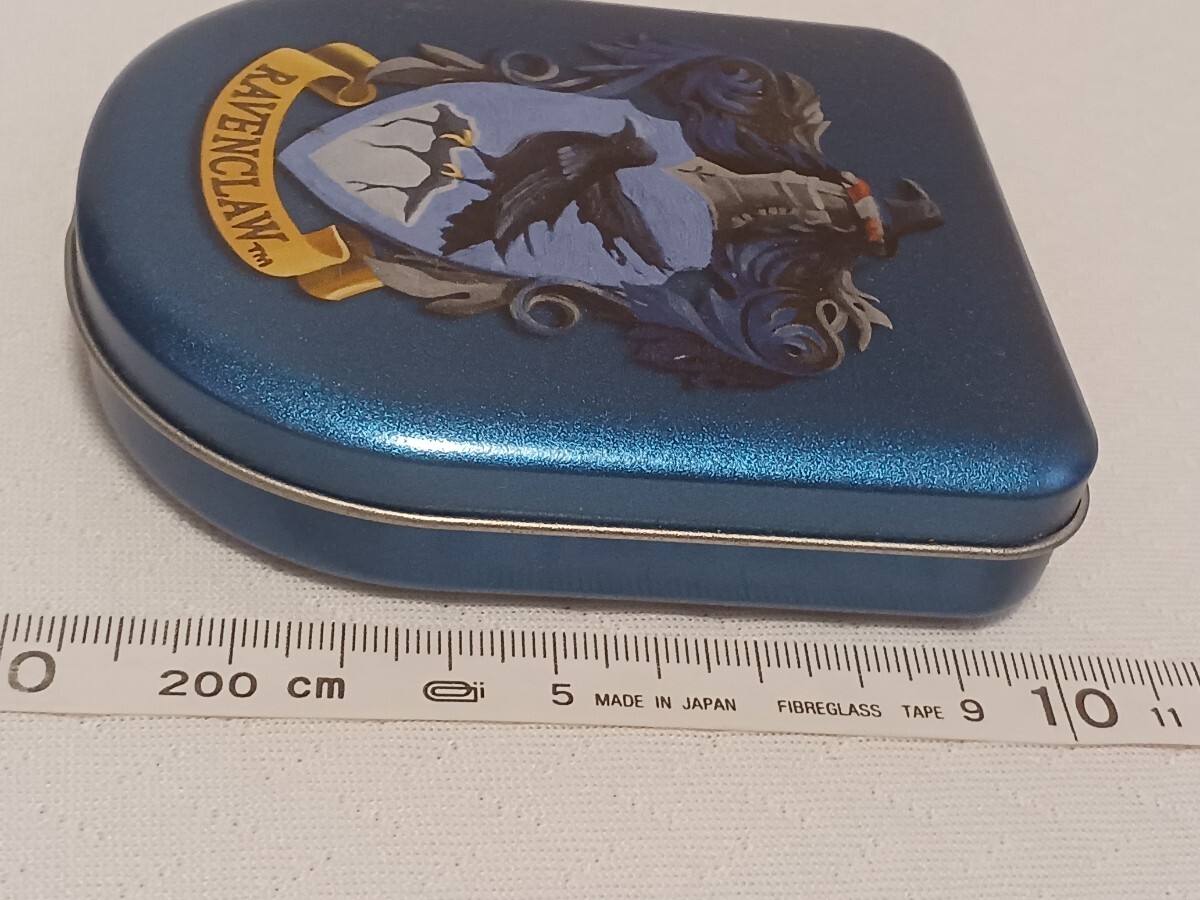 RAVENCLAW™
0 200 cm 5 MADE IN JAPAN FIBREGLASS TAPE 9 10 11